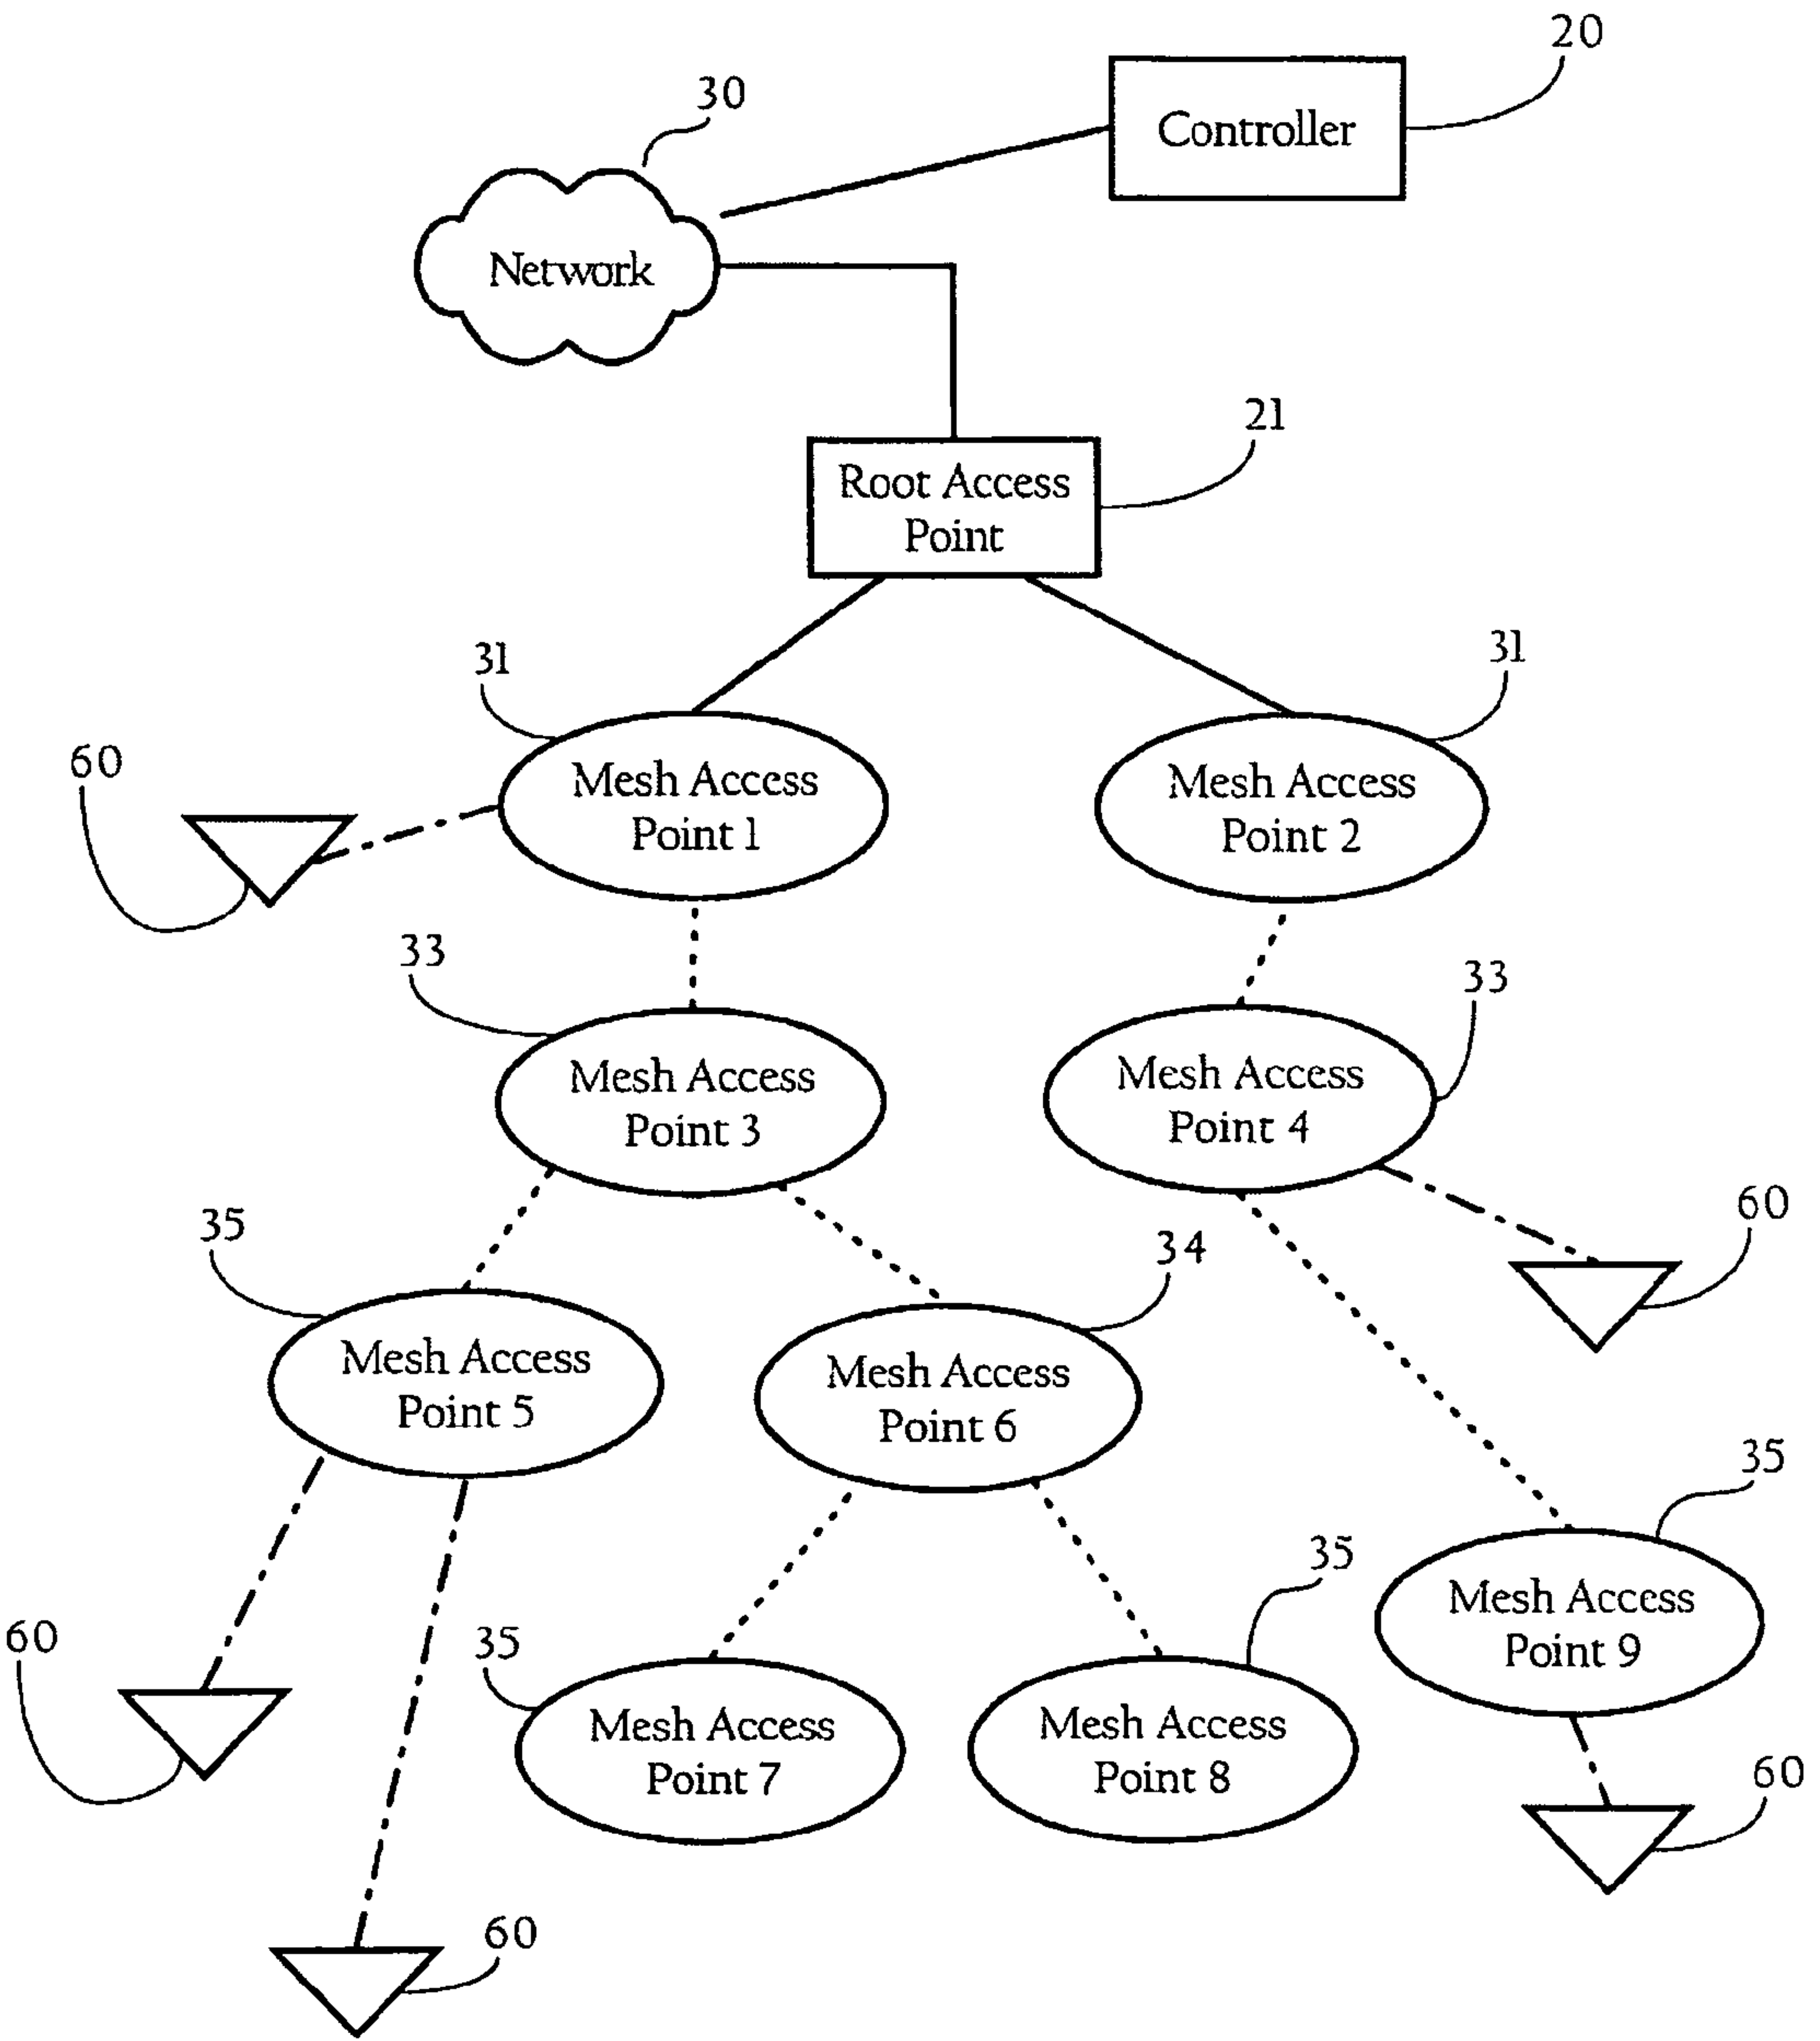 20
30
Controller
Network
21
Root Access
Point
31
31
60
Mesh Access
Point 1
Mesh Access
Point 2
33
33
Mesh Access
Point 3
Mesh Access
Point 4
35
34
60
Mesh Access
Point 5
Mesh Access
Point 6
35
35
60
35
Mesh Access
Point 9
Mesh Access
Point 7
Mesh Access
Point 8
60
60